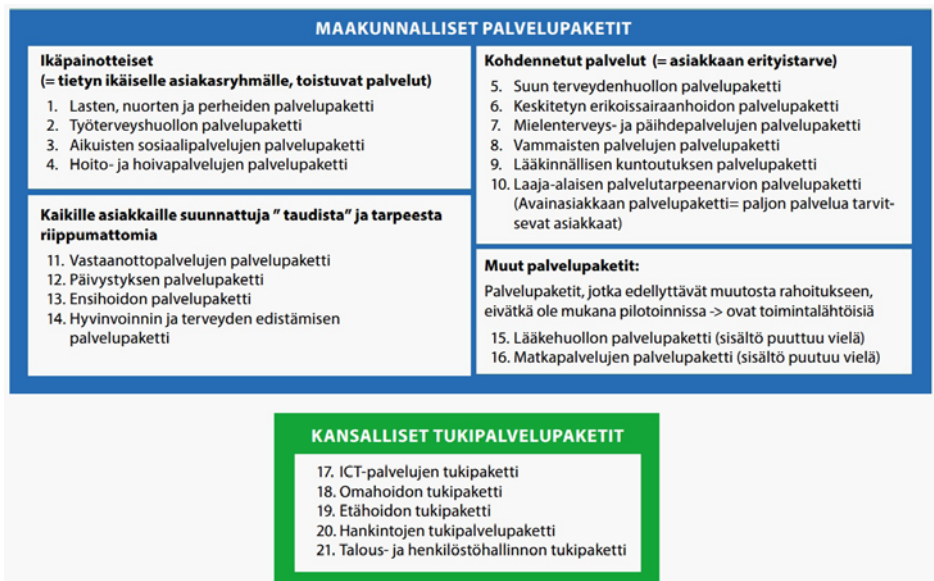 MAAKUNNALLISET PALVELUPAKETIT
Ikäpainotteiset
(= tietyn ikäiselle asiakasryhmälle, toistuvat palvelut)
1. Lasten, nuorten ja perheiden palvelupaketti
2. Työterveyshuollon palvelupaketti
3. Aikuisten sosiaalipalvelujen palvelupaketti
4. Hoito- ja hoivapalvelujen palvelupaketti
Kohdennetut palvelut (= asiakkaan erityistarve)
5. Suun terveydenhuollon palvelupaketti
6. Keskitetyn erikoissairaanhoidon palvelupaketti
7. Mielenterveys- ja päihdepalvelujen palvelupaketti
8. Vammaisten palvelujen palvelupaketti
9. Lääkinnällisen kuntoutuksen palvelupaketti
10. Laaja-alaisen palvelutarpeenarvion palvelupaketti
(Avainasiakkaan palvelupaketti= paljon palvelua tarvit-
sevat asiakkaat)
Kaikille asiakkaille suunnattuja ” taudista” ja tarpeesta
riippumattomia
11. Vastaanottopalvelujen palvelupaketti
12. Päivystyksen palvelupaketti
13. Ensihoidon palvelupaketti
14. Hyvinvoinnin ja terveyden edistämisen
palvelupaketti
Muut palvelupaketit:
Palvelupaketit, jotka edellyttävät muutosta rahoitukseen,
eivätkä ole mukana pilotoinnissa -> ovat toimintalähtöisiä
15. Lääkehuollon palvelupaketti (sisältö puuttuu vielä)
16. Matkapalvelujen palvelupaketti (sisältö puutuu vielä)
KANSALLISET TUKIPALVELUPAKETIT
17. ICT-palvelujen tukipaketti
18. Omahoidon tukipaketti
19. Etähoidon tukipaketti
20. Hankintojen tukipalvelupaketti
21. Talous- ja henkilöstöhallinnon tukipaketti